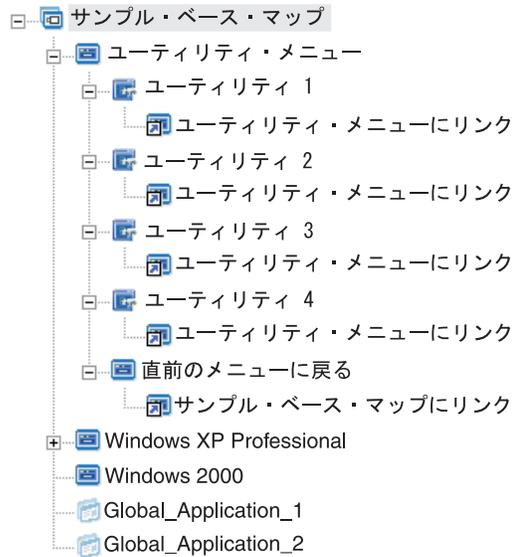 サンプル・ベース・マップ
ユーティリティ・メニュー
ユーティリティ 1
ユーティリティ・メニューにリンク
ユーティリティ 2
ユーティリティ・メニューにリンク
ユーティリティ 3
ユーティリティ・メニューにリンク
ユーティリティ 4
ユーティリティ・メニューにリンク
直前のメニューに戻る
サンプル・ベース・マップにリンク
Windows XP Professional
Windows 2000
Global_Application_1
Global_Application_2